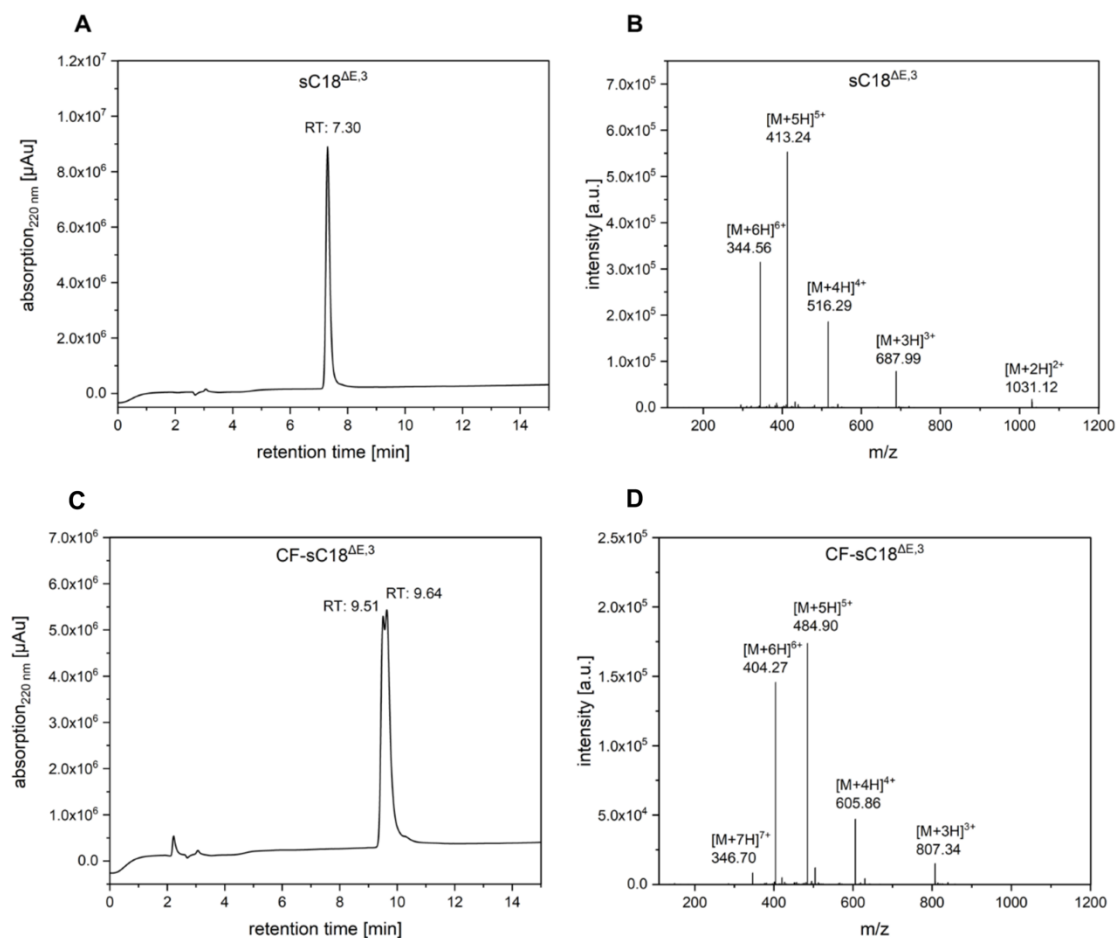 A
sC18ΔE,3
RT: 7.30
1.2x10⁷
1.0x10⁷
8.0x10⁶
6.0x10⁶
4.0x10⁶
2.0x10⁶
0.0
absorption220 nm [µAu]
0 2 4 6 8 10 12 14
retention time [min]
B
sC18ΔE,3
7.0x10⁵
6.0x10⁵
5.0x10⁵
4.0x10⁵
3.0x10⁵
2.0x10⁵
1.0x10⁵
0.0
intensity [a.u.]
[M+5H]⁵⁺
413.24
[M+6H]⁶⁺
344.56
[M+4H]⁴⁺
516.29
[M+3H]³⁺
687.99
[M+2H]²⁺
1031.12
200 400 600 800 1000 1200
m/z
C
CF-sC18ΔE,3
RT: 9.51
RT: 9.64
7.0x10⁶
6.0x10⁶
5.0x10⁶
4.0x10⁶
3.0x10⁶
2.0x10⁶
1.0x10⁶
0.0
absorption220 nm [µAu]
0 2 4 6 8 10 12 14
retention time [min]
D
CF-sC18ΔE,3
2.5x10⁵
2.0x10⁵
1.5x10⁵
1.0x10⁵
5.0x10⁴
0.0
intensity [a.u.]
[M+5H]⁵⁺
484.90
[M+6H]⁶⁺
404.27
[M+4H]⁴⁺
605.86
[M+3H]³⁺
807.34
[M+7H]⁷⁺
346.70
200 400 600 800 1000 1200
m/z